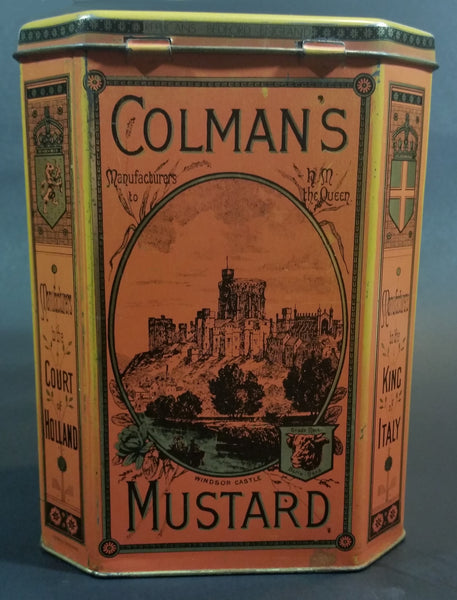 COLMAN'S
Manufacturers
to
H.M.
the Queen
WINDSOR CASTLE
Trade Mark
MUSTARD
Manufacturers
to the
COURT
of
HOLLAND
Manufacturers
to the
KING
of
ITALY